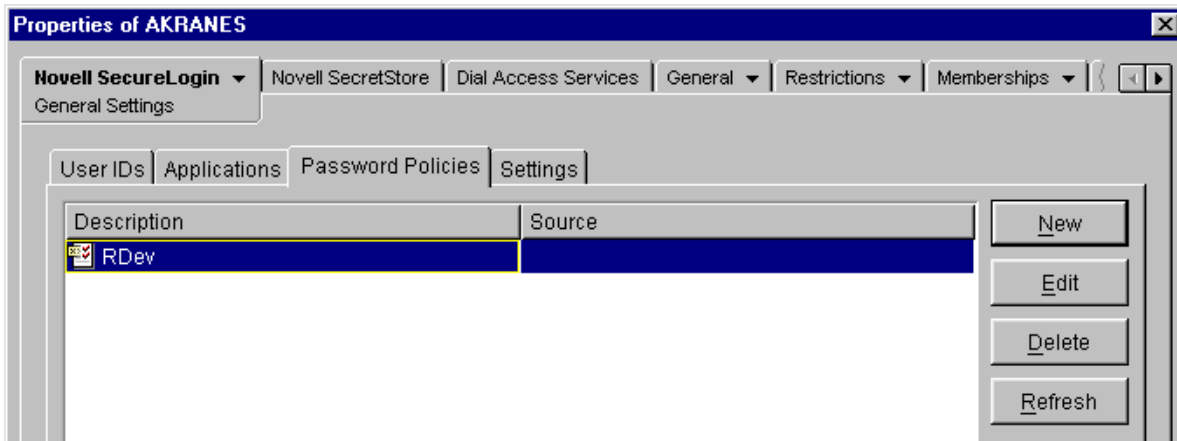 Properties of AKRANES
Novell SecureLogin Novell SecretStore Dial Access Services General Restrictions Memberships
General Settings
User IDs Applications Password Policies Settings
Description Source
RDev
New
Edit
Delete
Refresh